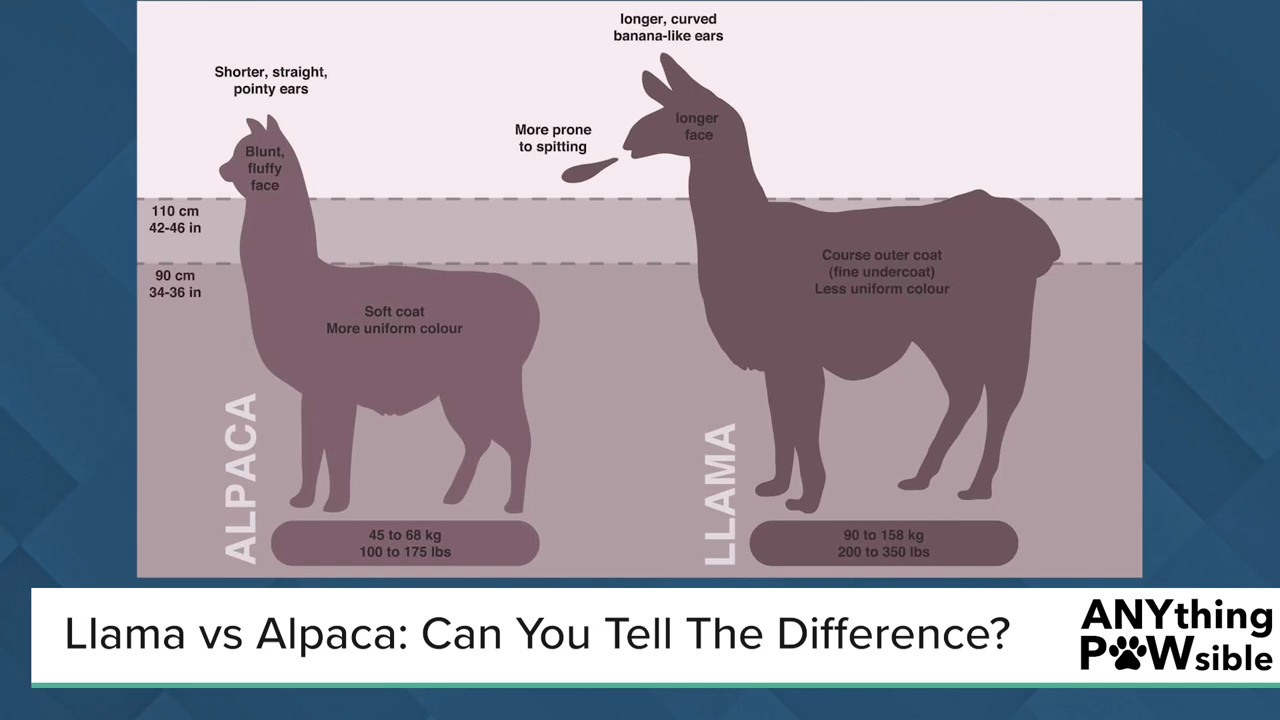 longer, curved
banana-like ears
Shorter, straight,
pointy ears
More prone
to spitting
longer
face
Blunt,
fluffy
face
110 cm
42-46 in
90 cm
34-36 in
Course outer coat
(fine undercoat)
Less uniform colour
Soft coat
More uniform colour
ALPACA
LLAMA
45 to 68 kg
100 to 175 lbs
90 to 158 kg
200 to 350 lbs
Llama vs Alpaca: Can You Tell The Difference?
ANYthing
PAWsible